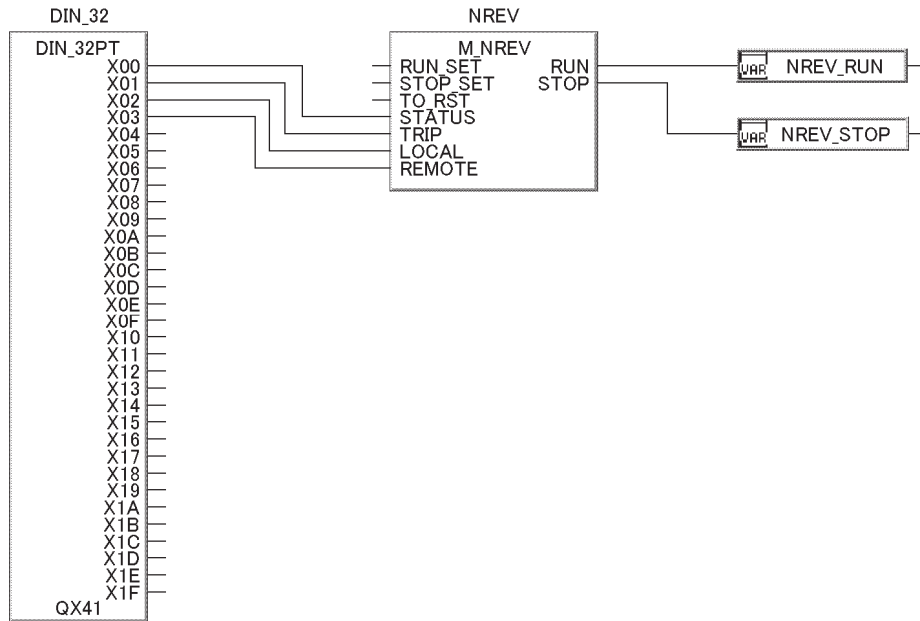 DIN_32
DIN_32PT
X00
X01
X02
X03
X04
X05
X06
X07
X08
X09
X0A
X0B
X0C
X0D
X0E
X0F
X10
X11
X12
X13
X14
X15
X16
X17
X18
X19
X1A
X1B
X1C
X1D
X1E
X1F
QX41
NREV
M_NREV
RUN_SET RUN
STOP_SET STOP
TO_RST
STATUS
TRIP
LOCAL
REMOTE
VAR NREV_RUN
VAR NREV_STOP